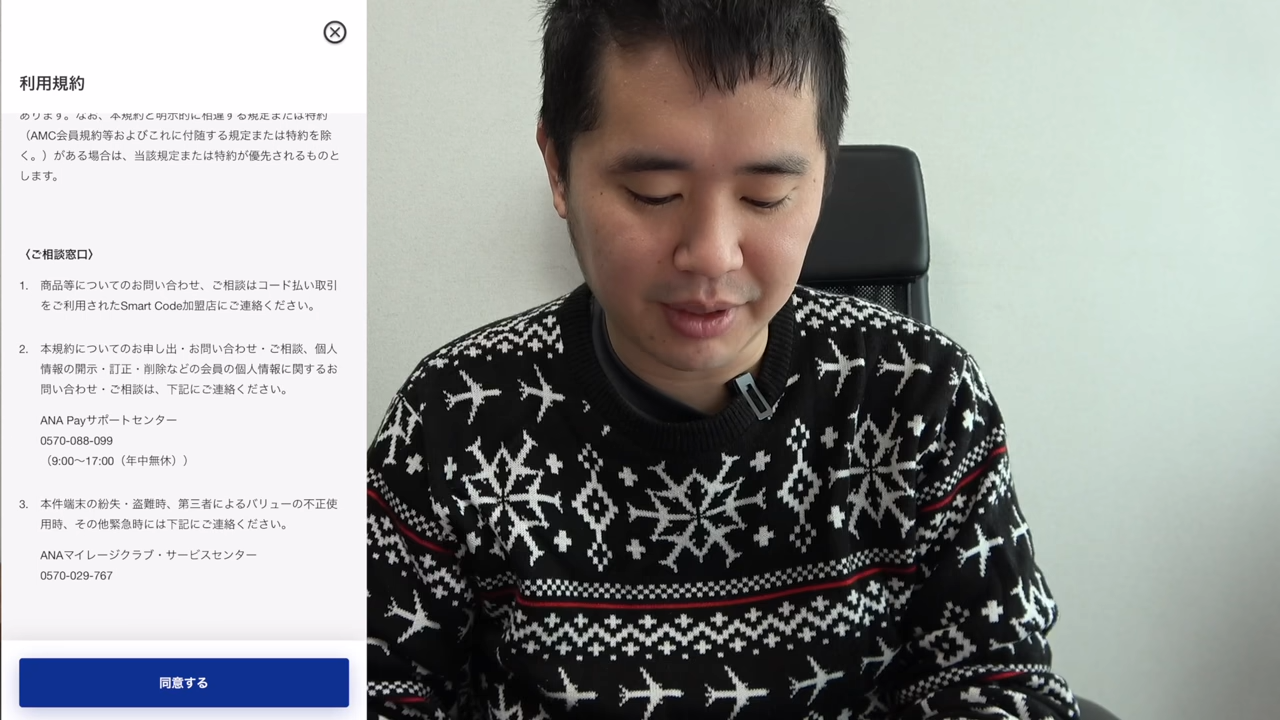 利用規約
あります。なお、本規約と明示的に相違する規定または特約
（AMC会員規約等およびこれに付随する規定または特約を除
く。）がある場合は、当該規定または特約が優先されるものと
します。
〈ご相談窓口〉
1. 商品等についてのお問い合わせ、ご相談はコード払い取引
をご利用されたSmart Code加盟店にご連絡ください。
2. 本規約についてのお申し出・お問い合わせ・ご相談、個人
情報の開示・訂正・削除などの会員の個人情報に関するお
問い合わせ・ご相談は、下記にご連絡ください。
ANA Payサポートセンター
0570-088-099
（9:00〜17:00（年中無休））
3. 本件端末の紛失・盗難時、第三者によるバリューの不正使
用時、その他緊急時には下記にご連絡ください。
ANAマイレージクラブ・サービスセンター
0570-029-767
同意する